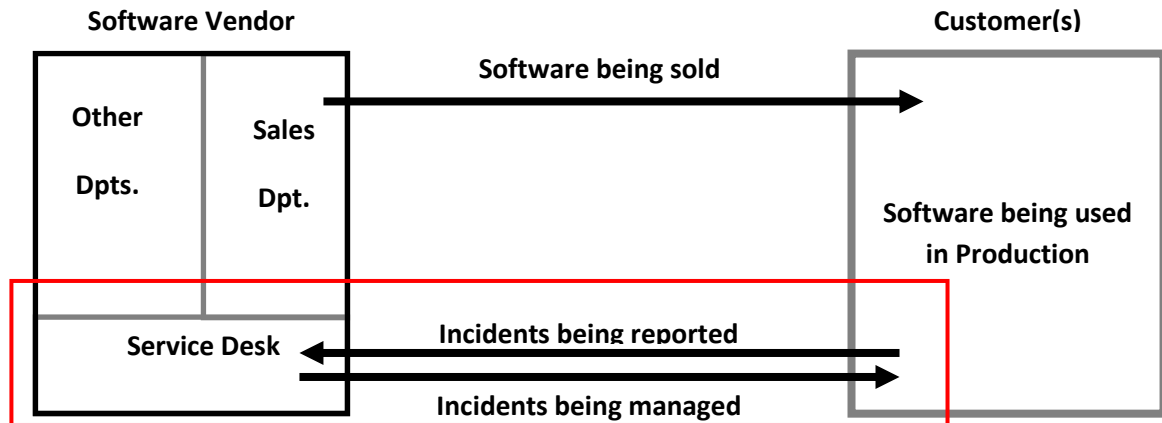 Software Vendor
Customer(s)
Software being sold
Other
Dpts.
Sales
Dpt.
Software being used
in Production
Service Desk
Incidents being reported
Incidents being managed